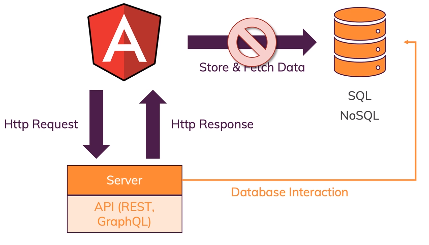 A
Store & Fetch Data
SQL
NoSQL
Http Request
Http Response
Server
API (REST,
GraphQL)
Database Interaction